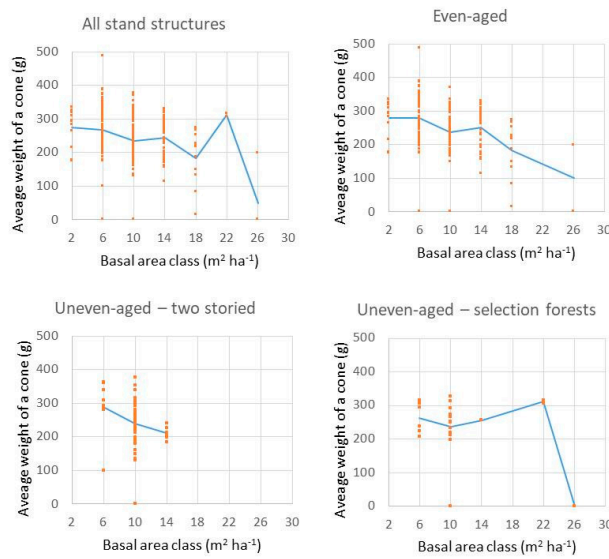 All stand structures
Aveage weight of a cone (g)
500
400
300
200
100
0
2 6 10 14 18 22 26 30
Basal area class (m² ha⁻¹)
Even-aged
Aveage weight of a cone (g)
500
400
300
200
100
0
2 6 10 14 18 22 26 30
Basal area class (m² ha⁻¹)
Uneven-aged – two storied
Aveage weight of a cone (g)
500
400
300
200
100
0
2 6 10 14 18 22 26 30
Basal area class (m² ha⁻¹)
Uneven-aged – selection forests
Aveage weight of a cone (g)
500
400
300
200
100
0
2 6 10 14 18 22 26 30
Basal area class (m² ha⁻¹)